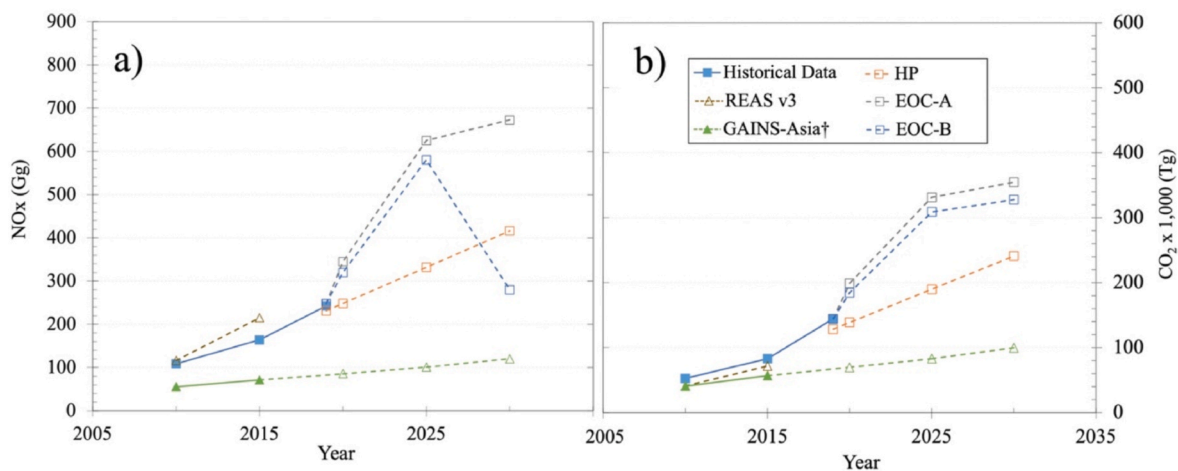 900
800
700
600
500
400
300
200
100
0
NOx (Gg)
a)
2005
2015
2025
Year
b)
Historical Data
HP
REAS v3
EOC-A
GAINS-Asia†
EOC-B
2005
2015
2025
2035
Year
600
500
400
300
200
100
0
CO₂ x 1,000 (Tg)